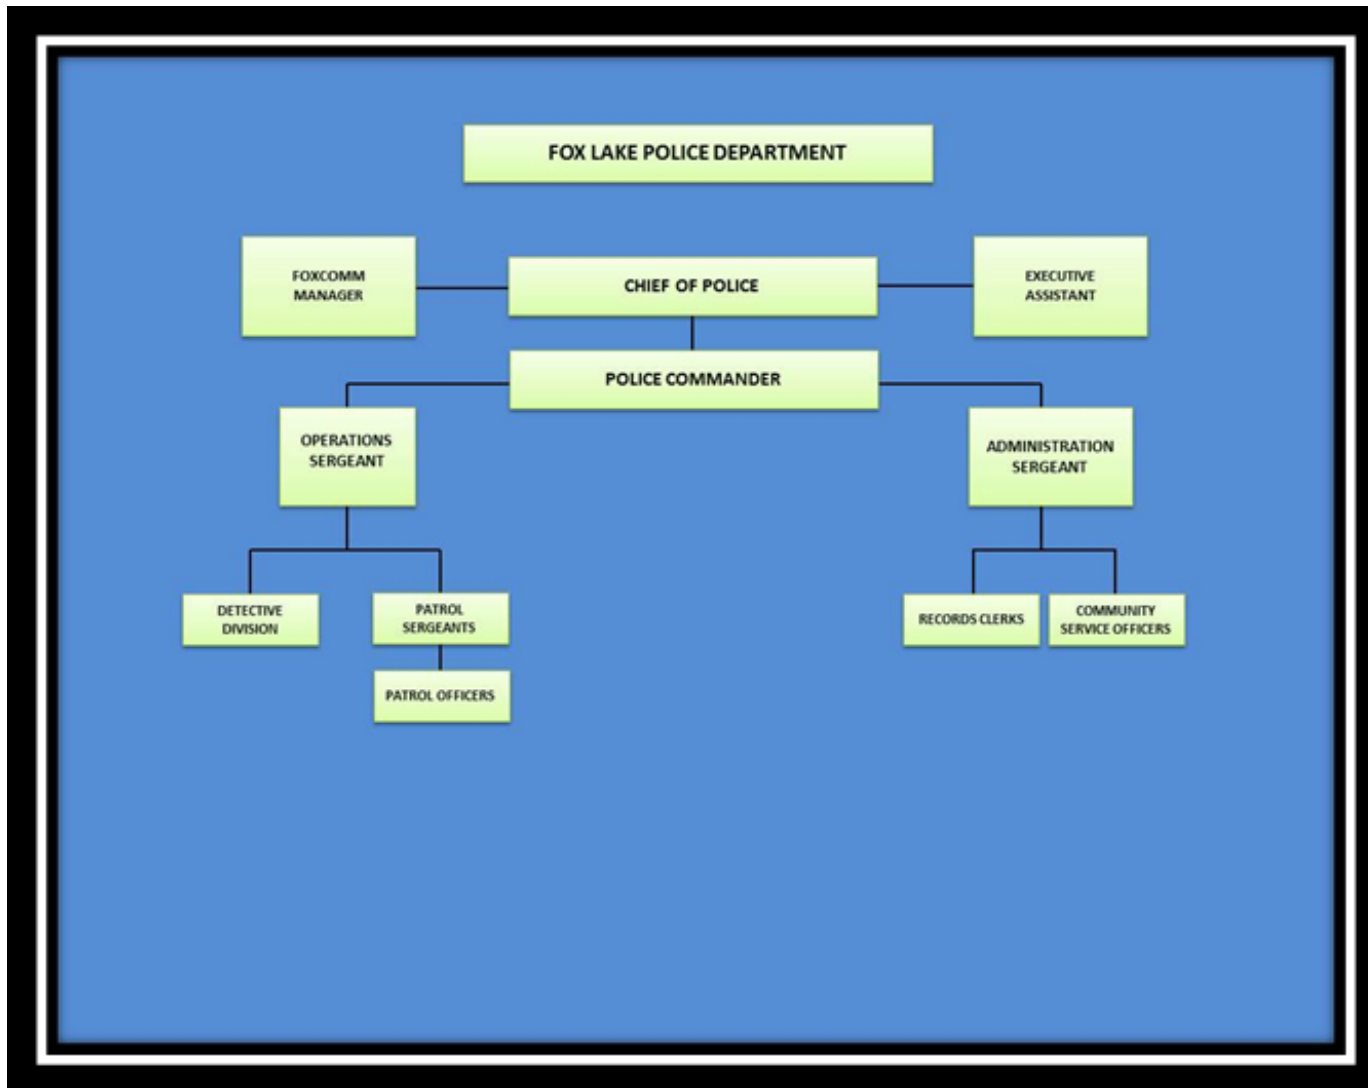 FOX LAKE POLICE DEPARTMENT
FOXCOMM
MANAGER
CHIEF OF POLICE
EXECUTIVE
ASSISTANT
POLICE COMMANDER
OPERATIONS
SERGEANT
ADMINISTRATION
SERGEANT
DETECTIVE
DIVISION
PATROL
SERGEANTS
RECORDS CLERKS
COMMUNITY
SERVICE OFFICERS
PATROL OFFICERS